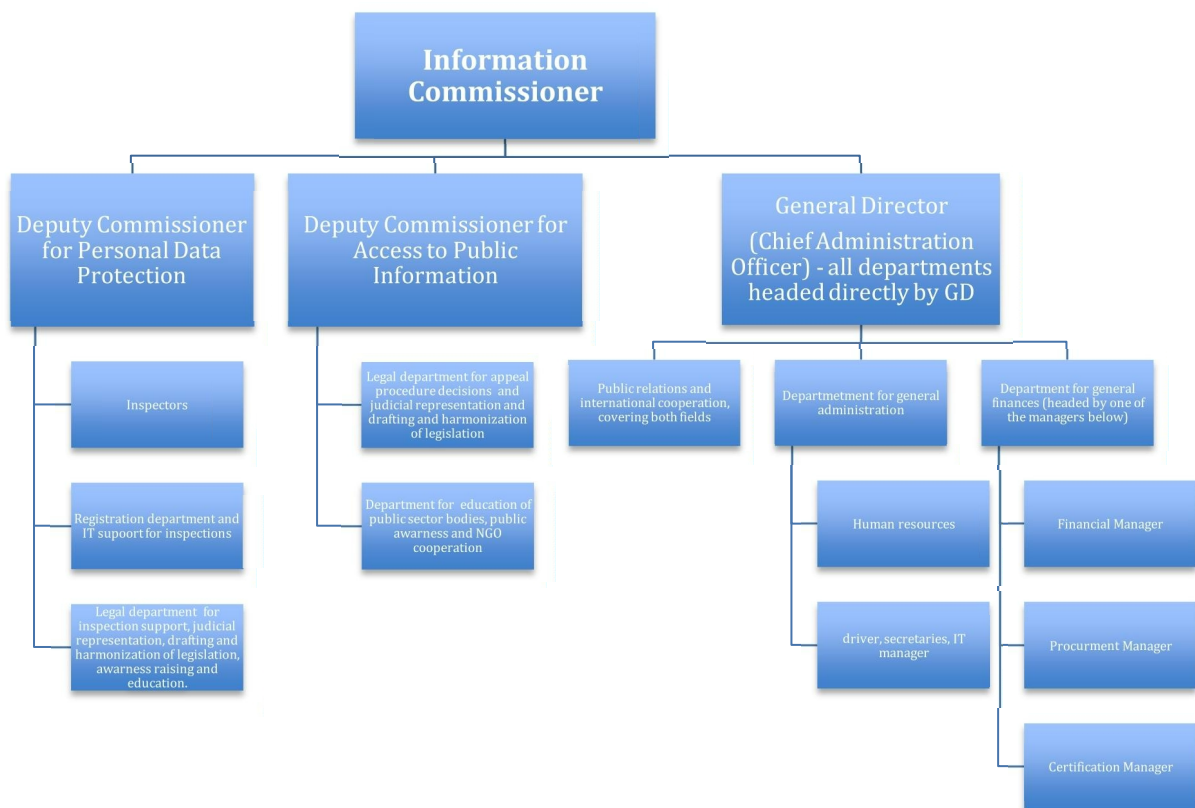 Information
Commissioner
Deputy Commissioner
for Personal Data
Protection
Deputy Commissioner for
Access to Public
Information
General Director
(Chief Administration
Officer) - all departments
headed directly by GD
Inspectors
Registration department and
IT supoort for inspections
Legal department for
inspection support, judicial
representation, drafting and
harmonization of legislation,
awarness raising and
education.
Legal department for appeal
procedure decisions and
judicial representation and
drafting and harmonization
of legislation
Department for education of
public sector bodies, public
awarness and NGO
cooperation
Public relations and
international cooperation,
covering both fields
Departmetment for general
administration
Human resources
driver, secretaries, IT
manager
Department for general
finances (headed by one of
the managers below)
Financial Manager
Procurment Manager
Certification Manager